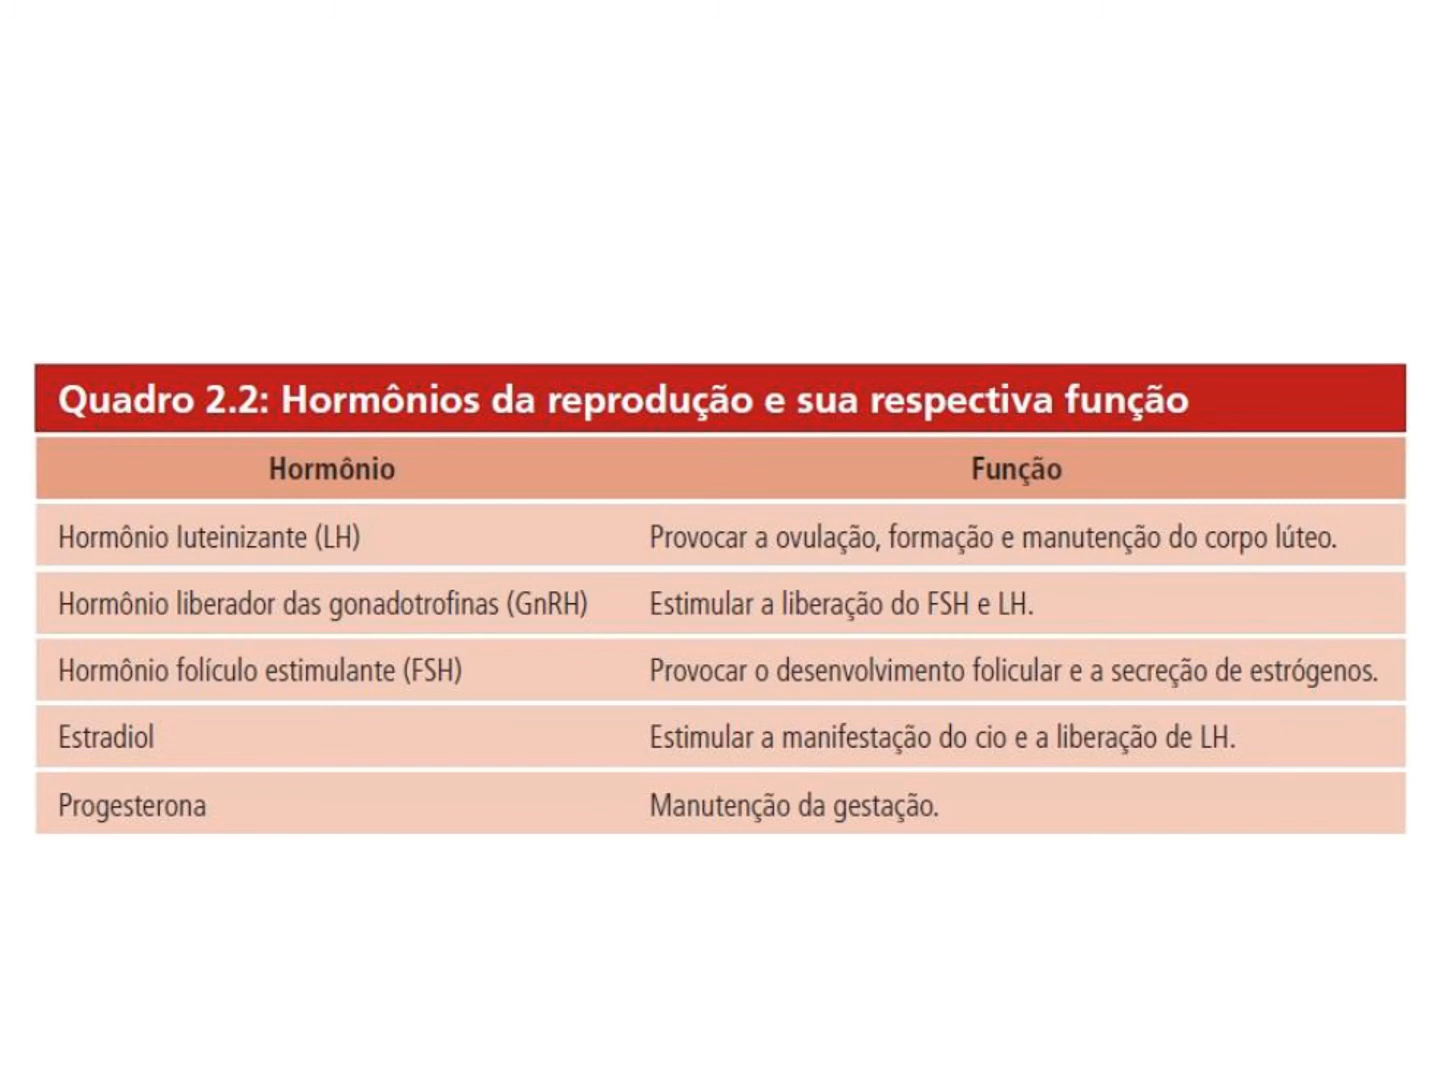 Quadro 2.2: Hormônios da reprodução e sua respectiva função
Hormônio Função
Hormônio luteinizante (LH) Provocar a ovulação, formação e manutenção do corpo lúteo.
Hormônio liberador das gonadotrofinas (GnRH) Estimular a liberação do FSH e LH.
Hormônio folículo estimulante (FSH) Provocar o desenvolvimento folicular e a secreção de estrógenos.
Estradiol Estimular a manifestação do cio e a liberação de LH.
Progesterona Manutenção da gestação.